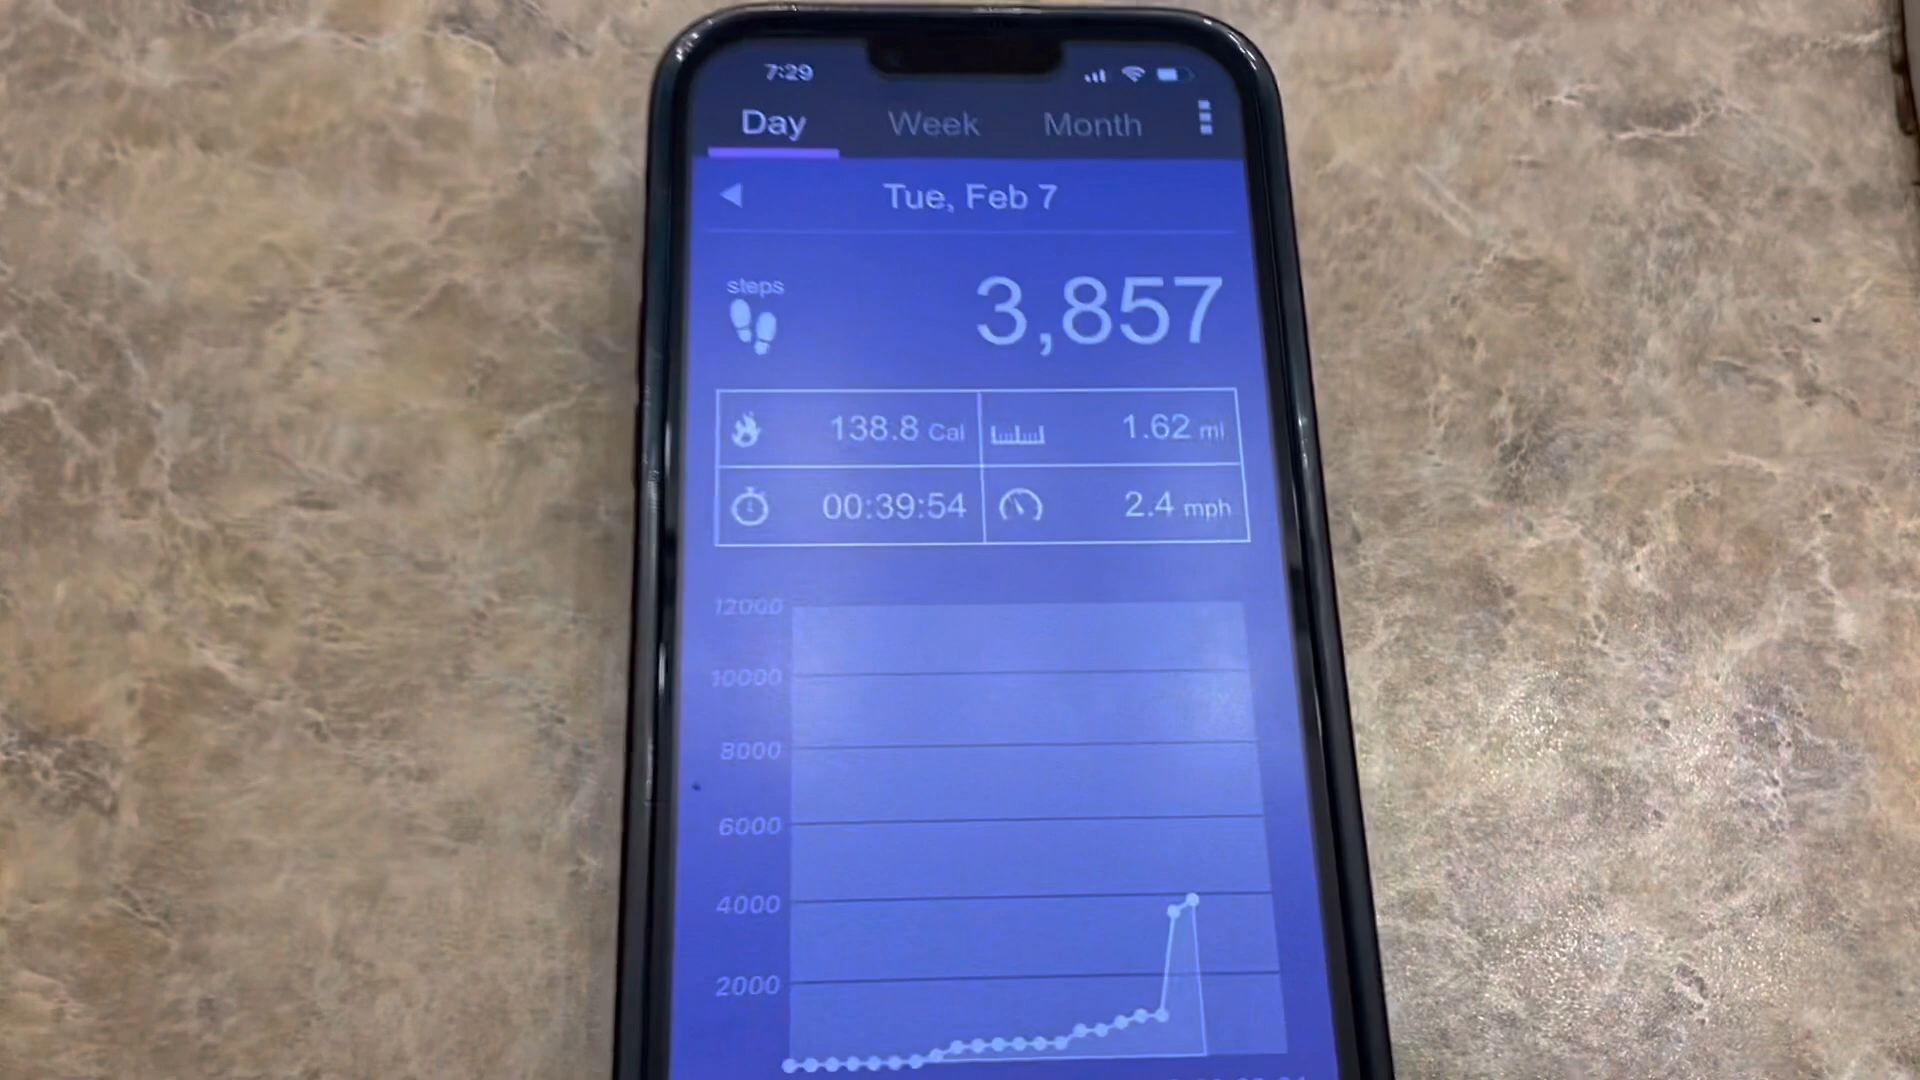 7:29
Day Week Month
Tue, Feb 7
steps
3,857
138.8 Cal 1.62 mi
00:39:54 2.4 mph
12000
10000
8000
6000
4000
2000